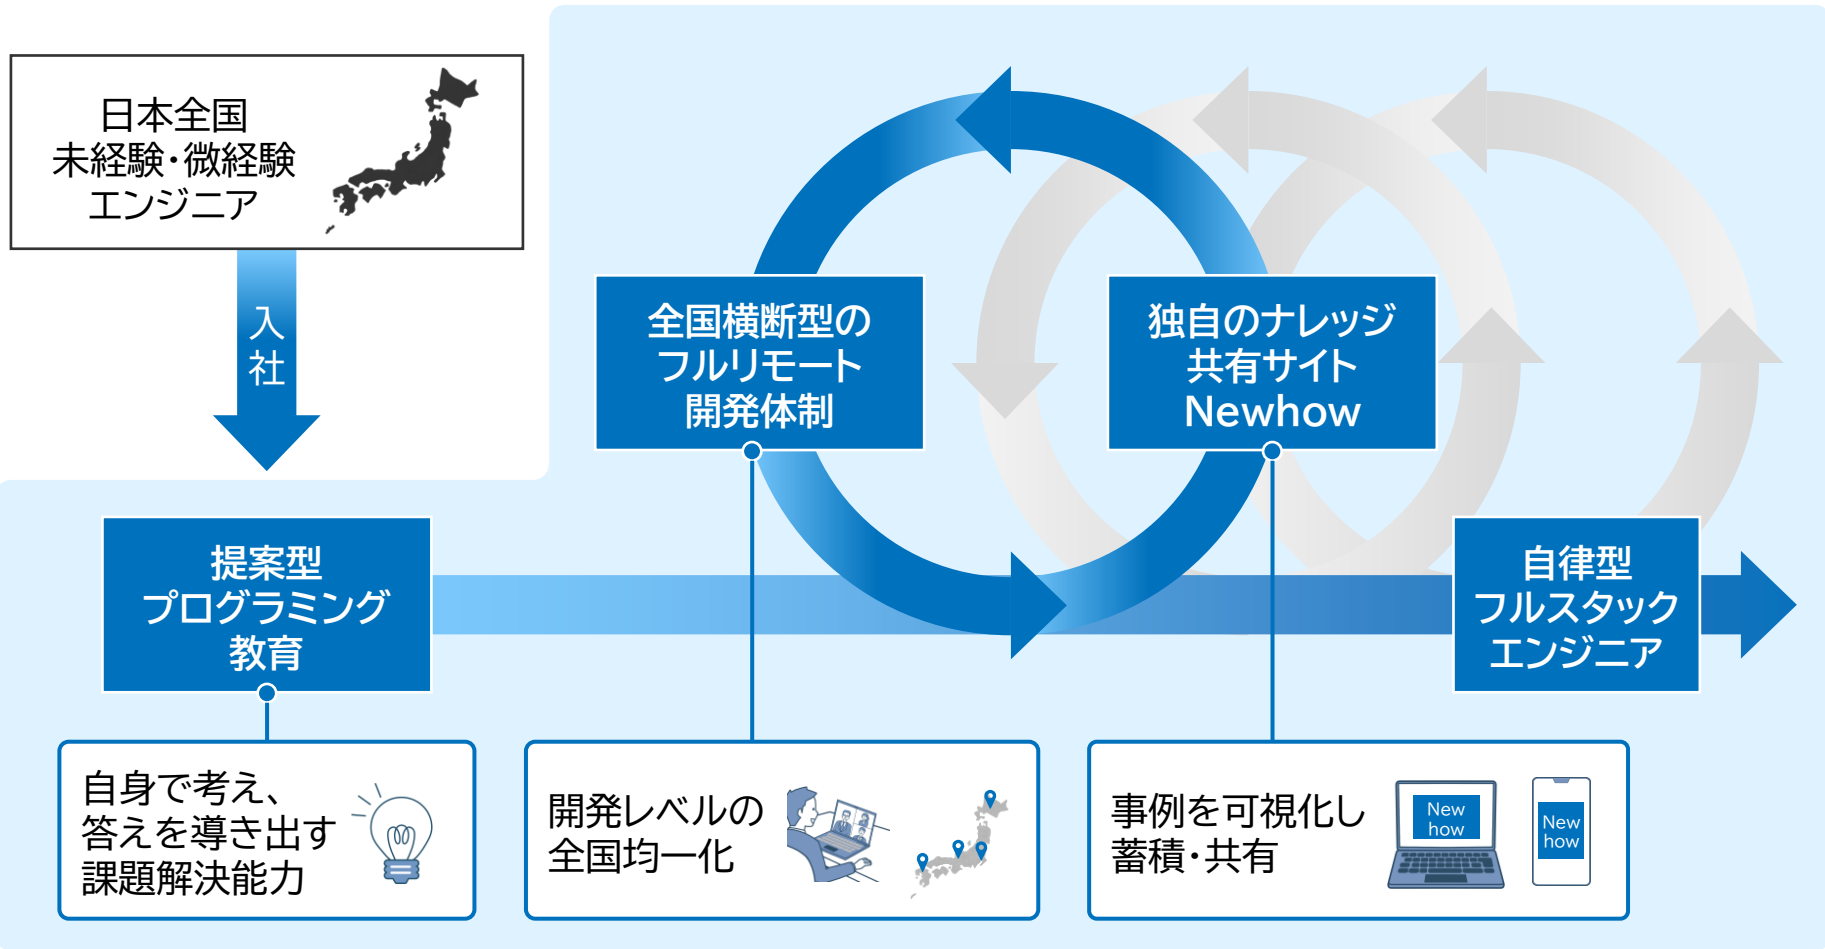 日本全国
未経験・微経験
エンジニア
入
社
全国横断型の
フルリモート
開発体制
独自のナレッジ
共有サイト
Newhow
提案型
プログラミング
教育
自律型
フルスタック
エンジニア
自身で考え、
答えを導き出す
課題解決能力
開発レベルの
全国均一化
事例を可視化し
蓄積・共有
New
how
New
how